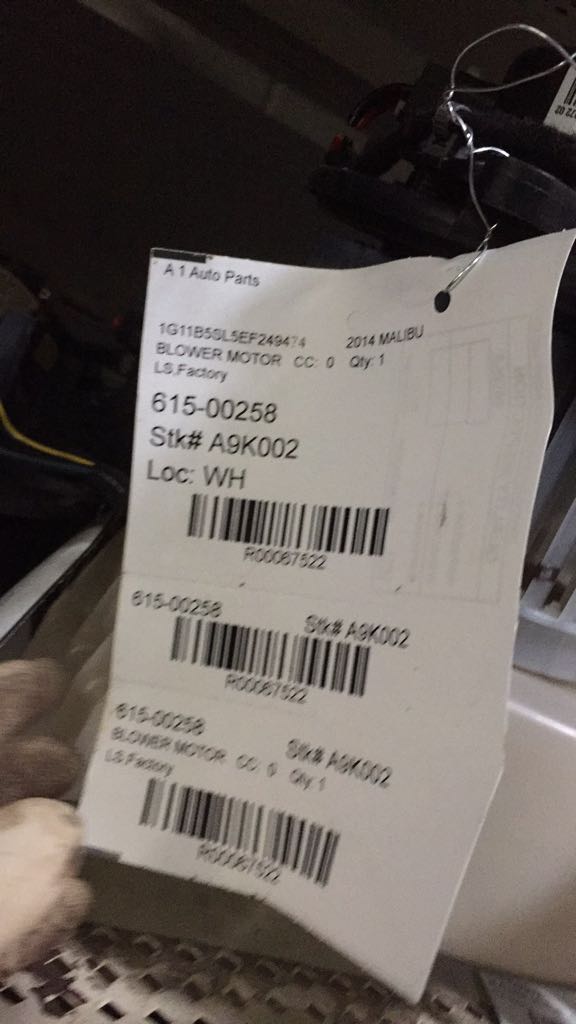 A 1 Auto Parts
1G11B5SL5EF249474 2014 MALIBU
BLOWER MOTOR CC: 0 Qty: 1
LS,Factory
615-00258
Stk# A9K002
Loc: WH
R00067522
615-00258 Stk# A9K002
R00067522
615-00258 Stk# A9K002
BLOWER MOTOR CC: 0 Qty: 1
LS,Factory
R00067522